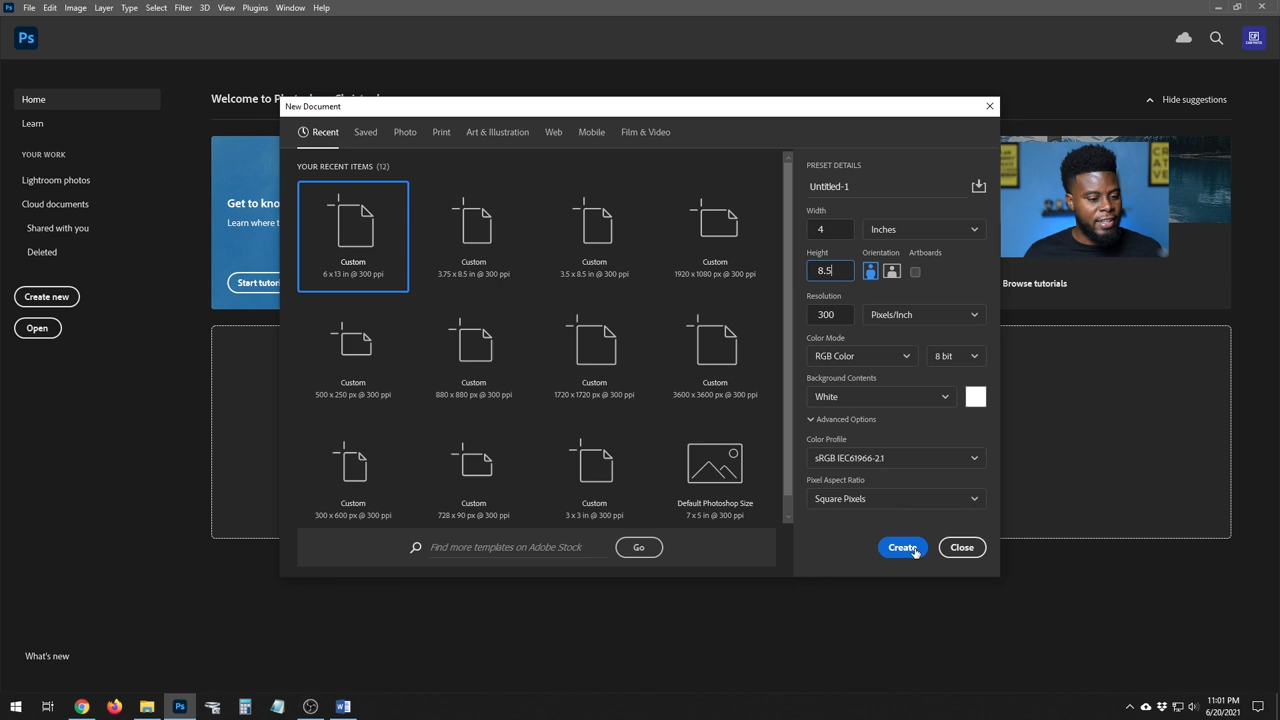 Ps File Edit Image Layer Type Select Filter 3D View Plugins Window Help
Ps
Home
Learn
YOUR WORK
Lightroom photos
Cloud documents
Shared with you
Deleted
Create new
Open
What's new
Welcome to
Hide suggestions
Get to
Learn where
Start
Browse tutorials
New Document
Recent Saved Photo Print Art & Illustration Web Mobile Film & Video
YOUR RECENT ITEMS (12)
Custom Custom Custom Custom
6 x 13 in @ 300 ppi 3.75 x 8.5 in @ 300 ppi 3.5 x 8.5 in @ 300 ppi 1920 x 1080 px @ 300 ppi
Custom Custom Custom Custom
500 x 250 px @ 300 ppi 880 x 880 px @ 300 ppi 1720 x 1720 px @ 300 ppi 3600 x 3600 px @ 300 ppi
Custom Custom Custom Default Photoshop Size
300 x 600 px @ 300 ppi 728 x 90 px @ 300 ppi 3 x 3 in @ 300 ppi 7 x 5 in @ 300 ppi
Find more templates on Adobe Stock Go
PRESET DETAILS
Untitled-1
Width
4 Inches
Height Orientation Artboards
8.5
Resolution
300 Pixels/Inch
Color Mode
RGB Color 8 bit
Background Contents
White
Advanced Options
Color Profile
sRGB IEC61966-2.1
Pixel Aspect Ratio
Square Pixels
Create Close
Ps
11:01 PM
6/20/2021